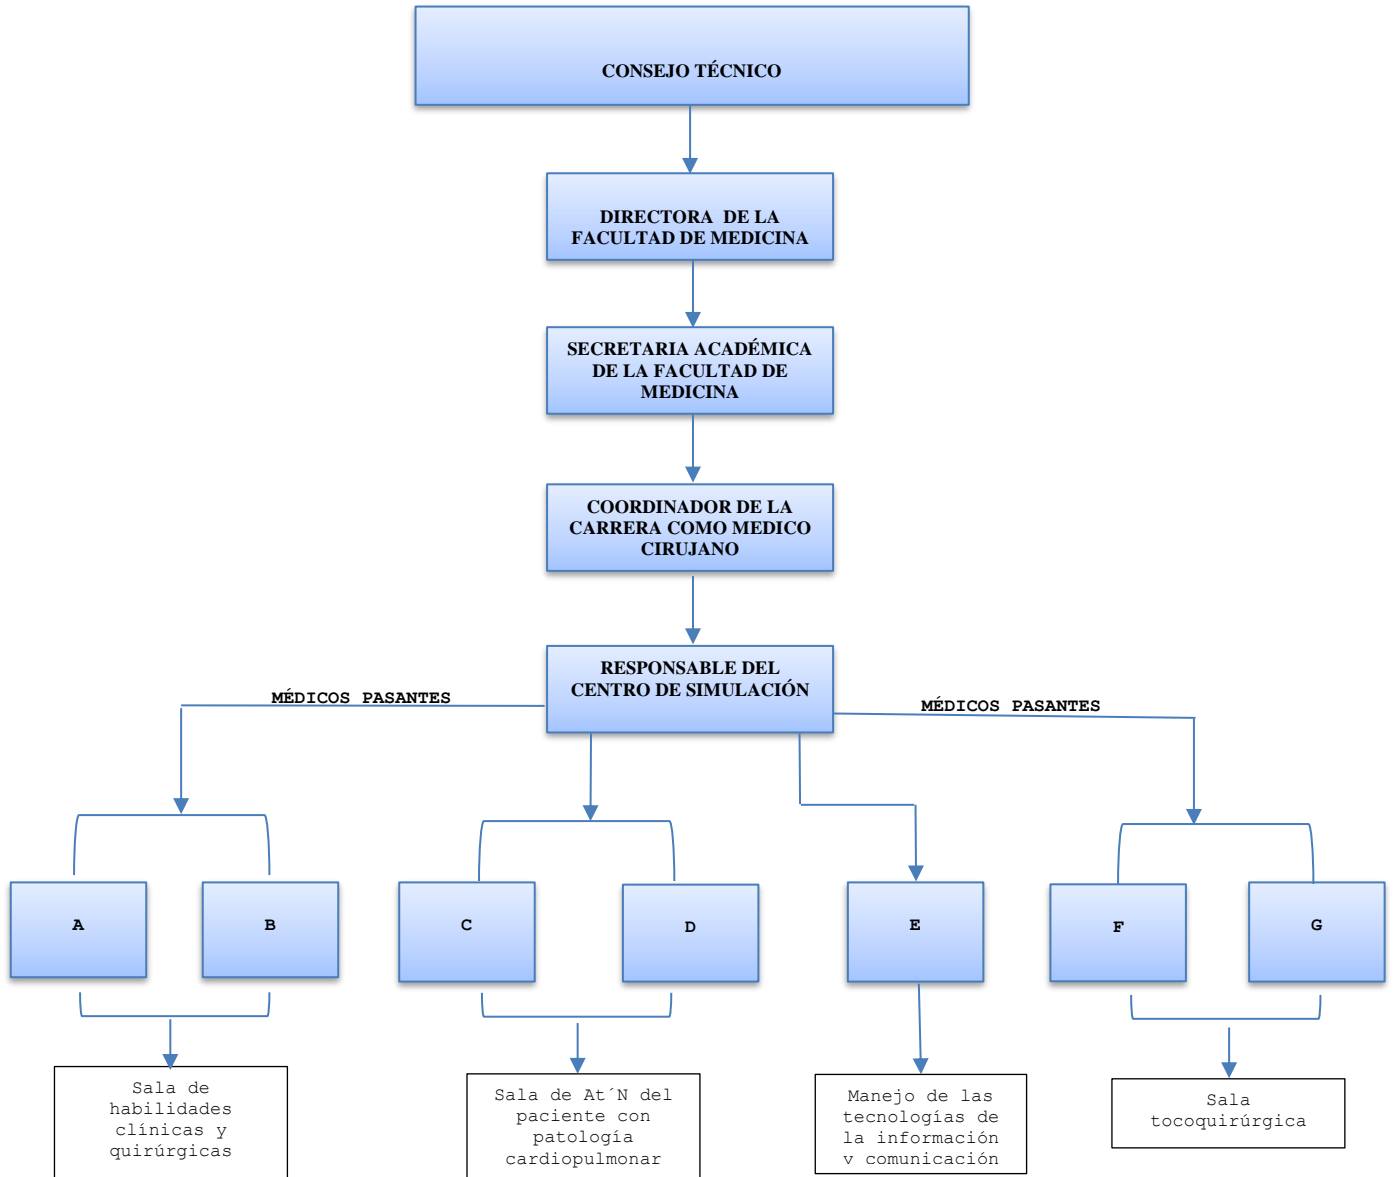 CONSEJO TÉCNICO
DIRECTORA DE LA
FACULTAD DE MEDICINA
SECRETARIA ACADÉMICA
DE LA FACULTAD DE
MEDICINA
COORDINADOR DE LA
CARRERA COMO MEDICO
CIRUJANO
RESPONSABLE DEL
CENTRO DE SIMULACIÓN
MÉDICOS PASANTES
MÉDICOS PASANTES
A
B
C
D
E
F
G
Sala de
habilidades
clínicas y
quirúrgicas
Sala de At´N del
paciente con
patología
cardiopulmonar
Manejo de las
tecnologías de
la información
y comunicación
Sala
tocoquirúrgica